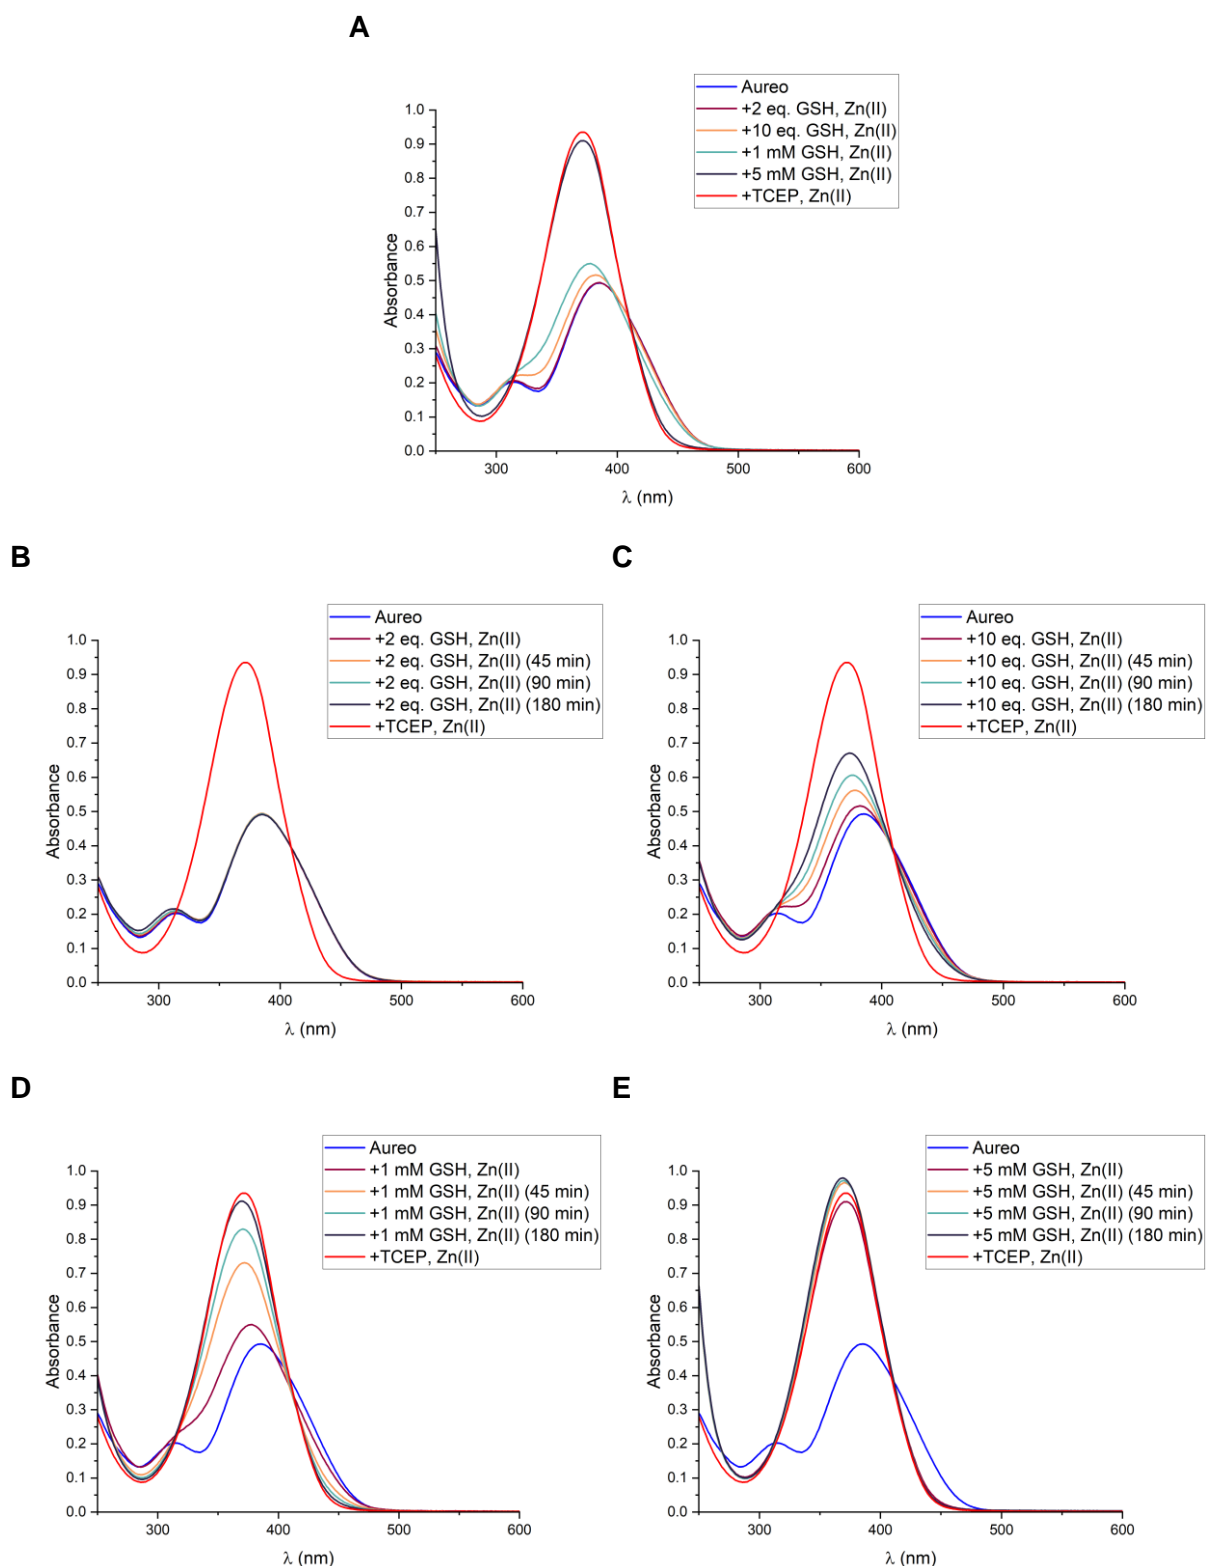 A
Aureo
+2 eq. GSH, Zn(II)
+10 eq. GSH, Zn(II)
+1 mM GSH, Zn(II)
+5 mM GSH, Zn(II)
+TCEP, Zn(II)
1.0
0.9
0.8
0.7
0.6
0.5
0.4
0.3
0.2
0.1
0.0
Absorbance
300 400 500 600
λ (nm)
B
Aureo
+2 eq. GSH, Zn(II)
+2 eq. GSH, Zn(II) (45 min)
+2 eq. GSH, Zn(II) (90 min)
+2 eq. GSH, Zn(II) (180 min)
+TCEP, Zn(II)
1.0
0.9
0.8
0.7
0.6
0.5
0.4
0.3
0.2
0.1
0.0
Absorbance
300 400 500 600
λ (nm)
C
Aureo
+10 eq. GSH, Zn(II)
+10 eq. GSH, Zn(II) (45 min)
+10 eq. GSH, Zn(II) (90 min)
+10 eq. GSH, Zn(II) (180 min)
+TCEP, Zn(II)
1.0
0.9
0.8
0.7
0.6
0.5
0.4
0.3
0.2
0.1
0.0
Absorbance
300 400 500 600
λ (nm)
D
Aureo
+1 mM GSH, Zn(II)
+1 mM GSH, Zn(II) (45 min)
+1 mM GSH, Zn(II) (90 min)
+1 mM GSH, Zn(II) (180 min)
+TCEP, Zn(II)
1.0
0.9
0.8
0.7
0.6
0.5
0.4
0.3
0.2
0.1
0.0
Absorbance
300 400 500 600
λ (nm)
E
Aureo
+5 mM GSH, Zn(II)
+5 mM GSH, Zn(II) (45 min)
+5 mM GSH, Zn(II) (90 min)
+5 mM GSH, Zn(II) (180 min)
+TCEP, Zn(II)
1.0
0.9
0.8
0.7
0.6
0.5
0.4
0.3
0.2
0.1
0.0
Absorbance
300 400 500 600
λ (nm)